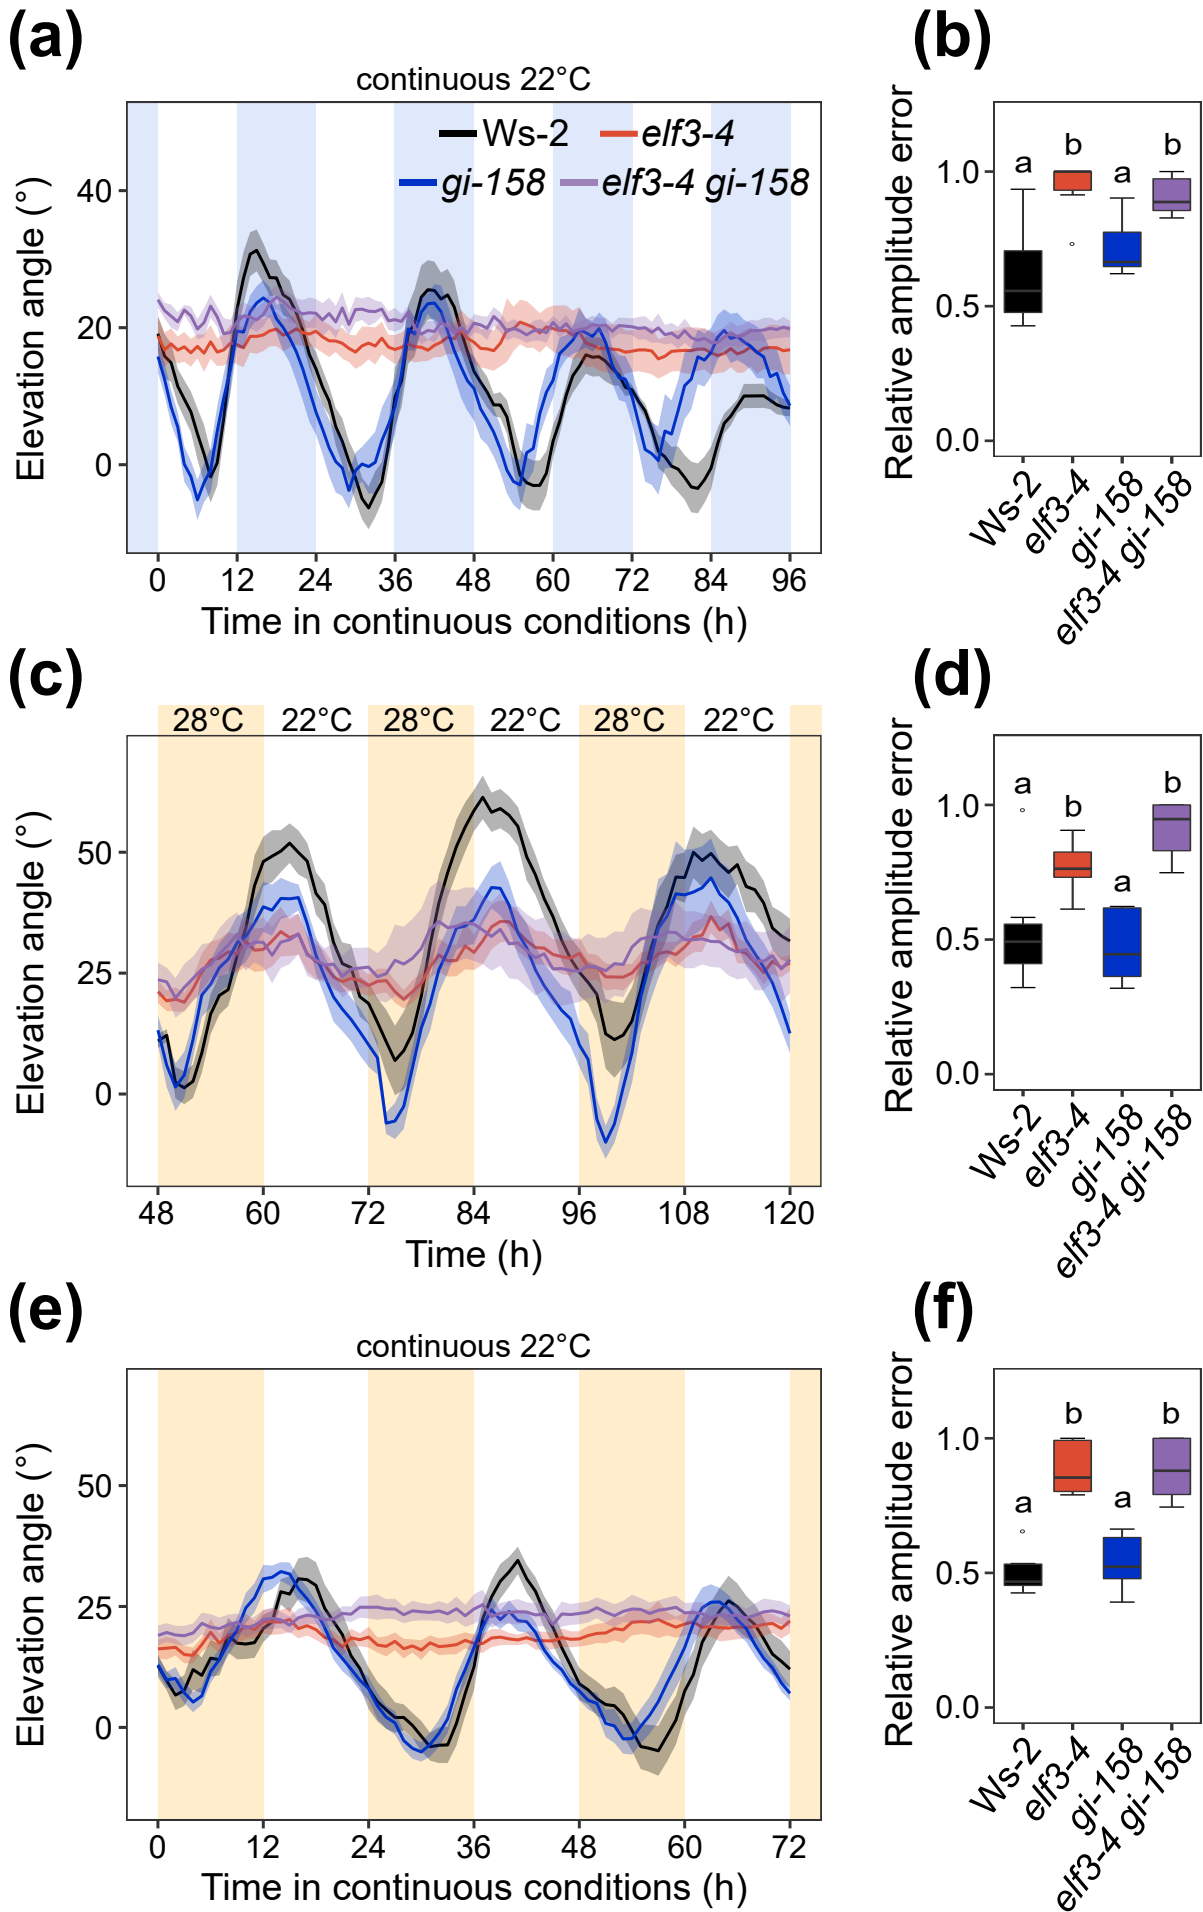 (a)
continuous 22°C
Ws-2 elf3-4
gi-158 elf3-4 gi-158
Elevation angle (°)
40
20
0
0 12 24 36 48 60 72 84 96
Time in continuous conditions (h)
(b)
Relative amplitude error
1.0
0.5
0.0
a b a b
Ws-2
elf3-4
gi-158
elf3-4 gi-158
(c)
28°C 22°C 28°C 22°C 28°C 22°C
Elevation angle (°)
50
25
0
48 60 72 84 96 108 120
Time (h)
(d)
Relative amplitude error
1.0
0.5
0.0
a b a b
Ws-2
elf3-4
gi-158
elf3-4 gi-158
(e)
continuous 22°C
Elevation angle (°)
50
25
0
0 12 24 36 48 60 72
Time in continuous conditions (h)
(f)
Relative amplitude error
1.0
0.5
0.0
a b a b
Ws-2
elf3-4
gi-158
elf3-4 gi-158